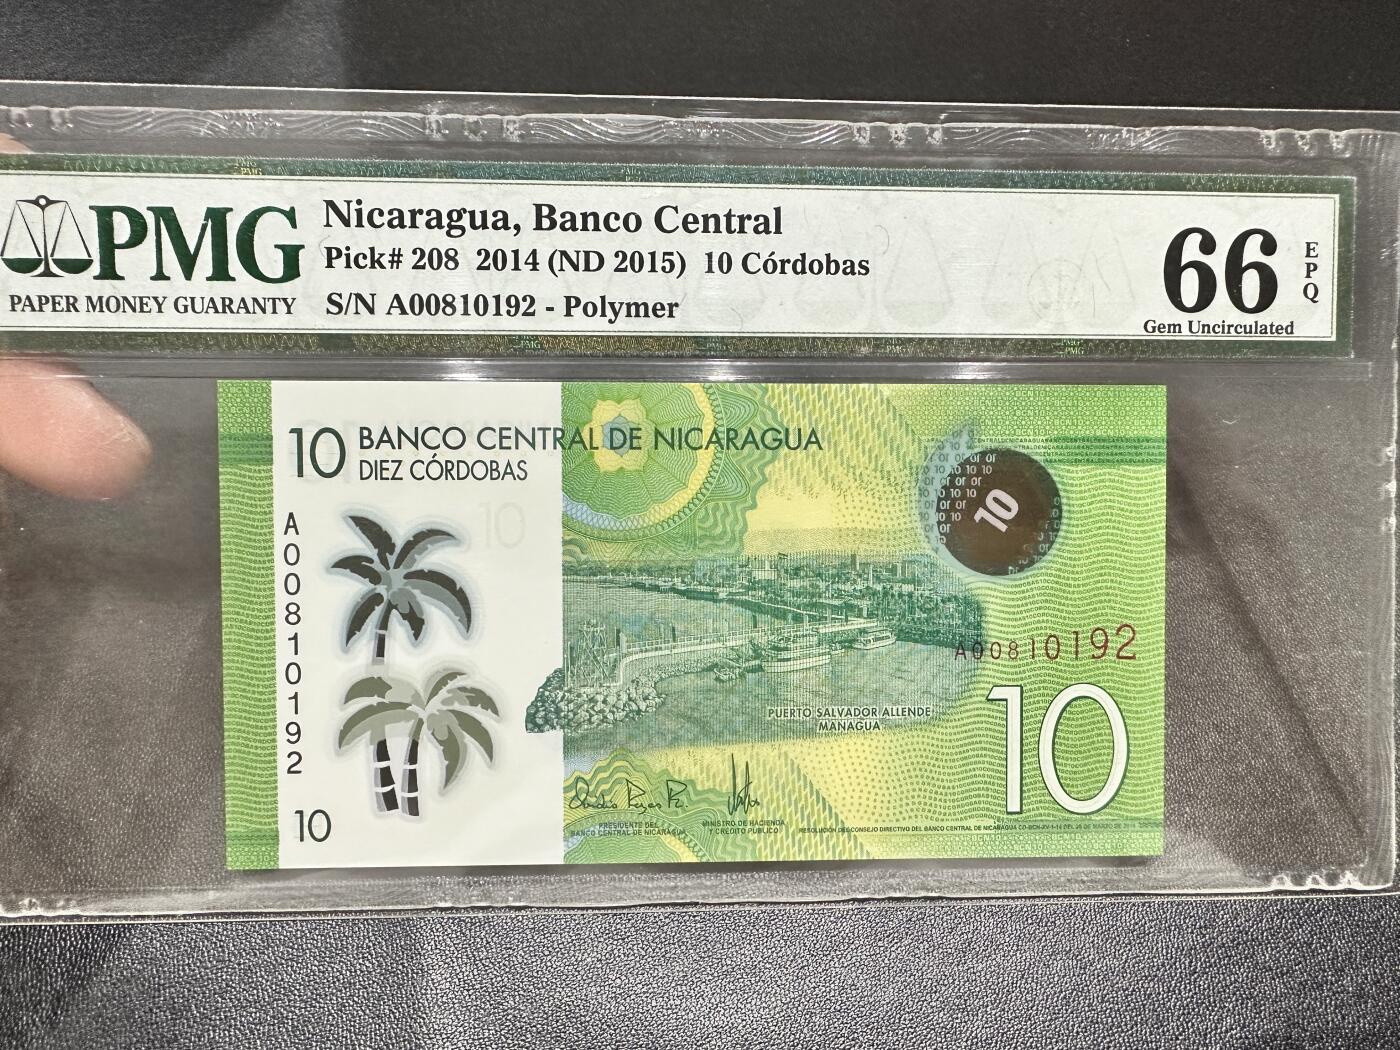 PMG
PAPER MONEY GUARANTY
Nicaragua, Banco Central
Pick# 208 2014 (ND 2015) 10 Córdobas
S/N A00810192 - Polymer
66
EPQ
Gem Uncirculated
10 BANCO CENTRAL DE NICARAGUA
DIEZ CÓRDOBAS
10
10
A00810192
A00810192
PUERTO SALVADOR ALLENDE
MANAGUA
10
10
PRESIDENTE DEL
BANCO CENTRAL DE NICARAGUA
MINISTRO DE HACIENDA
Y CRÉDITO PÚBLICO